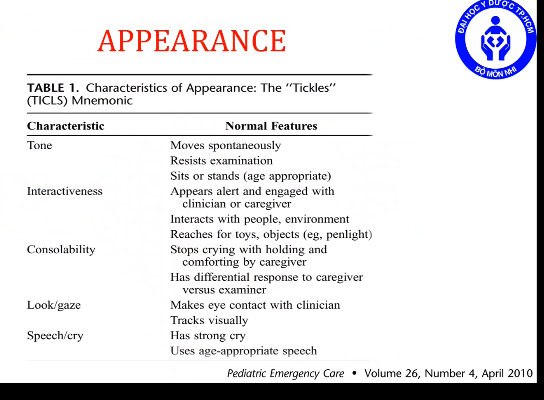 APPEARANCE
ĐẠI HỌC Y DƯỢC TPHCM
BỘ MÔN NHI
TABLE 1. Characteristics of Appearance: The ‘‘Tickles’’
(TICLS) Mnemonic
Characteristic Normal Features
Tone Moves spontaneously
Resists examination
Sits or stands (age appropriate)
Interactiveness Appears alert and engaged with
clinician or caregiver
Interacts with people, environment
Reaches for toys, objects (eg, penlight)
Consolability Stops crying with holding and
comforting by caregiver
Has differential response to caregiver
versus examiner
Look/gaze Makes eye contact with clinician
Tracks visually
Speech/cry Has strong cry
Uses age-appropriate speech
Pediatric Emergency Care • Volume 26, Number 4, April 2010